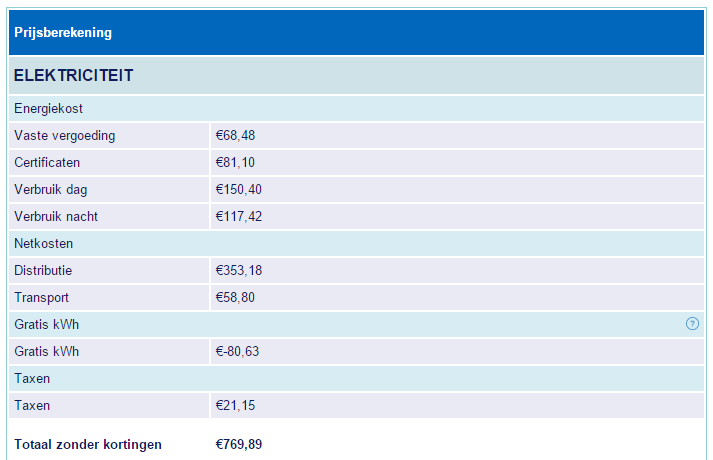 Prijsberekening
ELEKTRICITEIT
Energiekost
Vaste vergoeding €68,48
Certificaten €81,10
Verbruik dag €150,40
Verbruik nacht €117,42
Netkosten
Distributie €353,18
Transport €58,80
Gratis kWh ?
Gratis kWh €-80,63
Taxen
Taxen €21,15
Totaal zonder kortingen €769,89